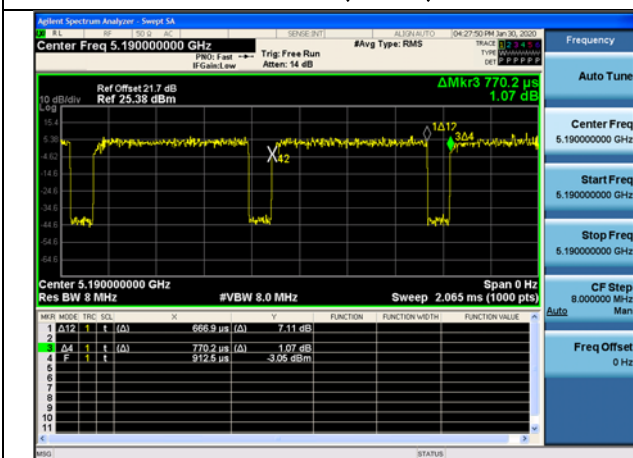 Agilent Spectrum Analyzer - Swept SA
RL RF 50 Ω AC SENSE:INT ALIGN AUTO 04:27:50 PM Jan 30, 2020
Center Freq 5.190000000 GHz #Avg Type: RMS TRACE 1 2 3 4 5 6
PNO: Fast Trig: Free Run TYPE
IFGain:Low Atten: 14 dB DET P P P P P P
Frequency
Auto Tune
Ref Offset 21.7 dB ΔMkr3 770.2 µs
10 dB/div Ref 25.38 dBm 1.07 dB
Log
15.4
5.38
-4.62
-14.6
-24.6
-34.6
-44.6
-54.6
-64.6
1Δ12
3Δ4
X42
Center 5.190000000 GHz Span 0 Hz
Res BW 8 MHz #VBW 8.0 MHz Sweep 2.065 ms (1000 pts)
MKR MODE TRC SCL X Y FUNCTION FUNCTION WIDTH FUNCTION VALUE
1 Δ12 1 t (Δ) 666.9 µs (Δ) 7.11 dB
2
3 Δ4 1 t (Δ) 770.2 µs (Δ) 1.07 dB
4 F 1 t 912.5 µs -3.05 dBm
5
6
7
8
9
10
11
Center Freq
5.190000000 GHz
Start Freq
5.190000000 GHz
Stop Freq
5.190000000 GHz
CF Step
8.000000 MHz
Auto Man
Freq Offset
0 Hz
MSG STATUS